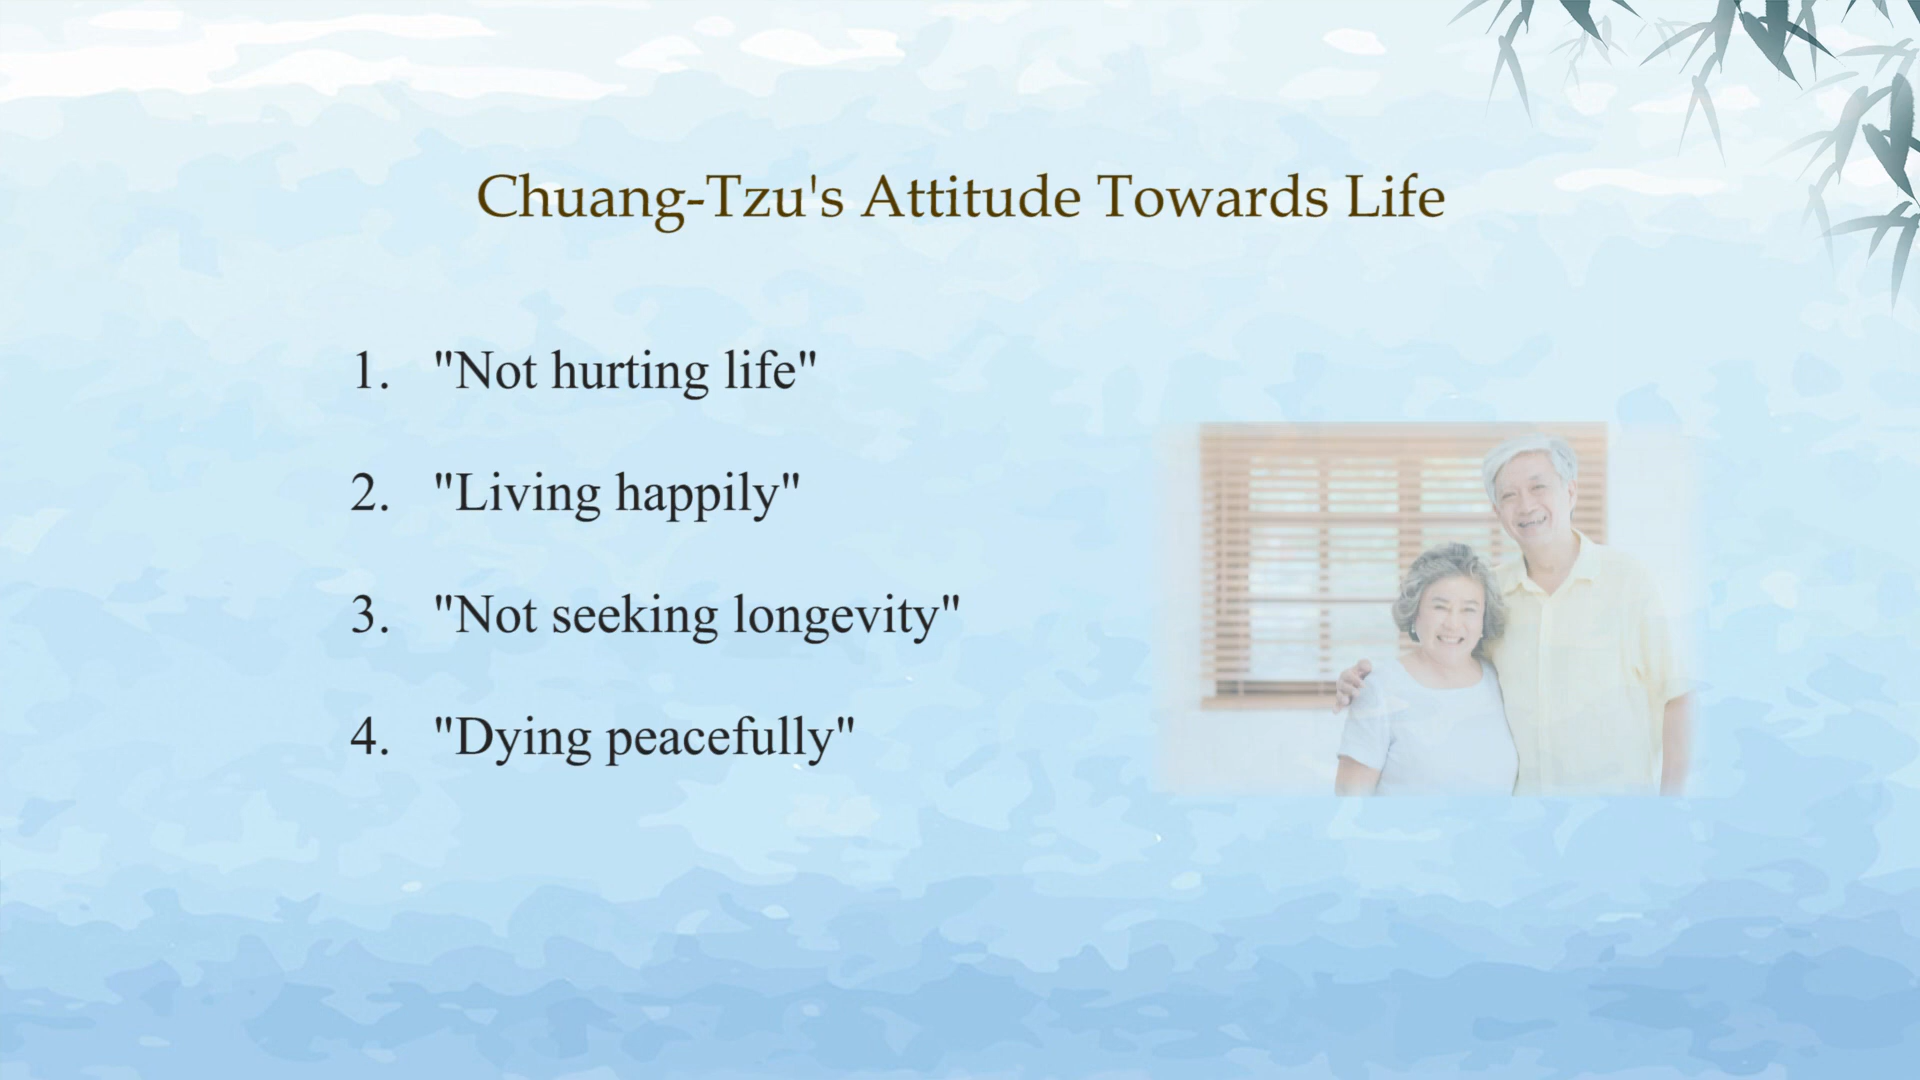 Chuang-Tzu's Attitude Towards Life
1. "Not hurting life"
2. "Living happily"
3. "Not seeking longevity"
4. "Dying peacefully"